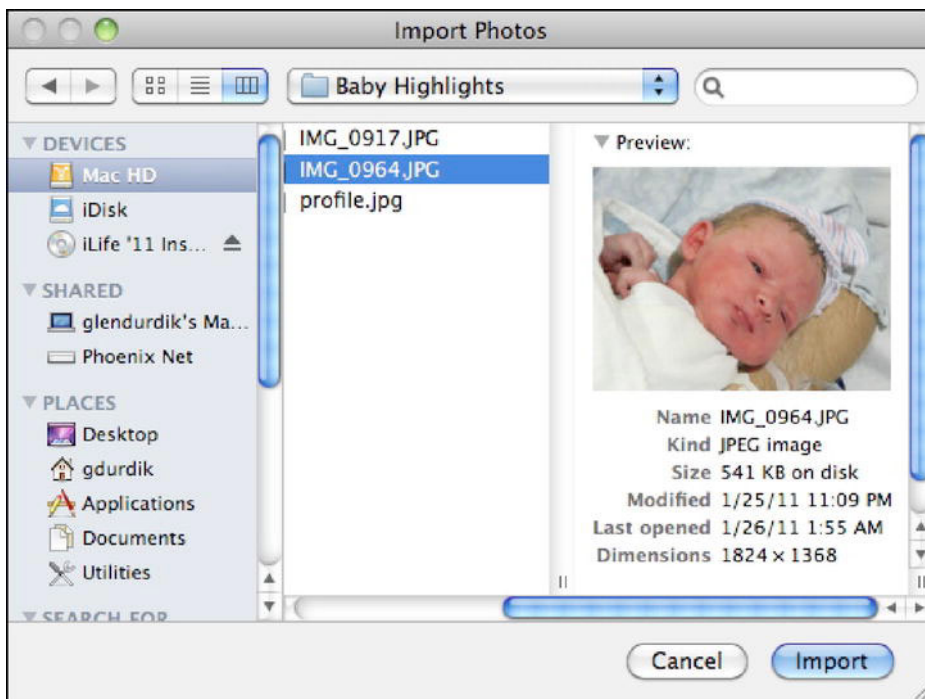 Import Photos
Baby Highlights
DEVICES
Mac HD
iDisk
iLife '11 Ins...
SHARED
glendurdik's Ma...
Phoenix Net
PLACES
Desktop
gdurdik
Applications
Documents
Utilities
SEARCH FOR
IMG_0917.JPG
IMG_0964.JPG
profile.jpg
Preview:
Name IMG_0964.JPG
Kind JPEG image
Size 541 KB on disk
Modified 1/25/11 11:09 PM
Last opened 1/26/11 1:55 AM
Dimensions 1824 × 1368
Cancel Import